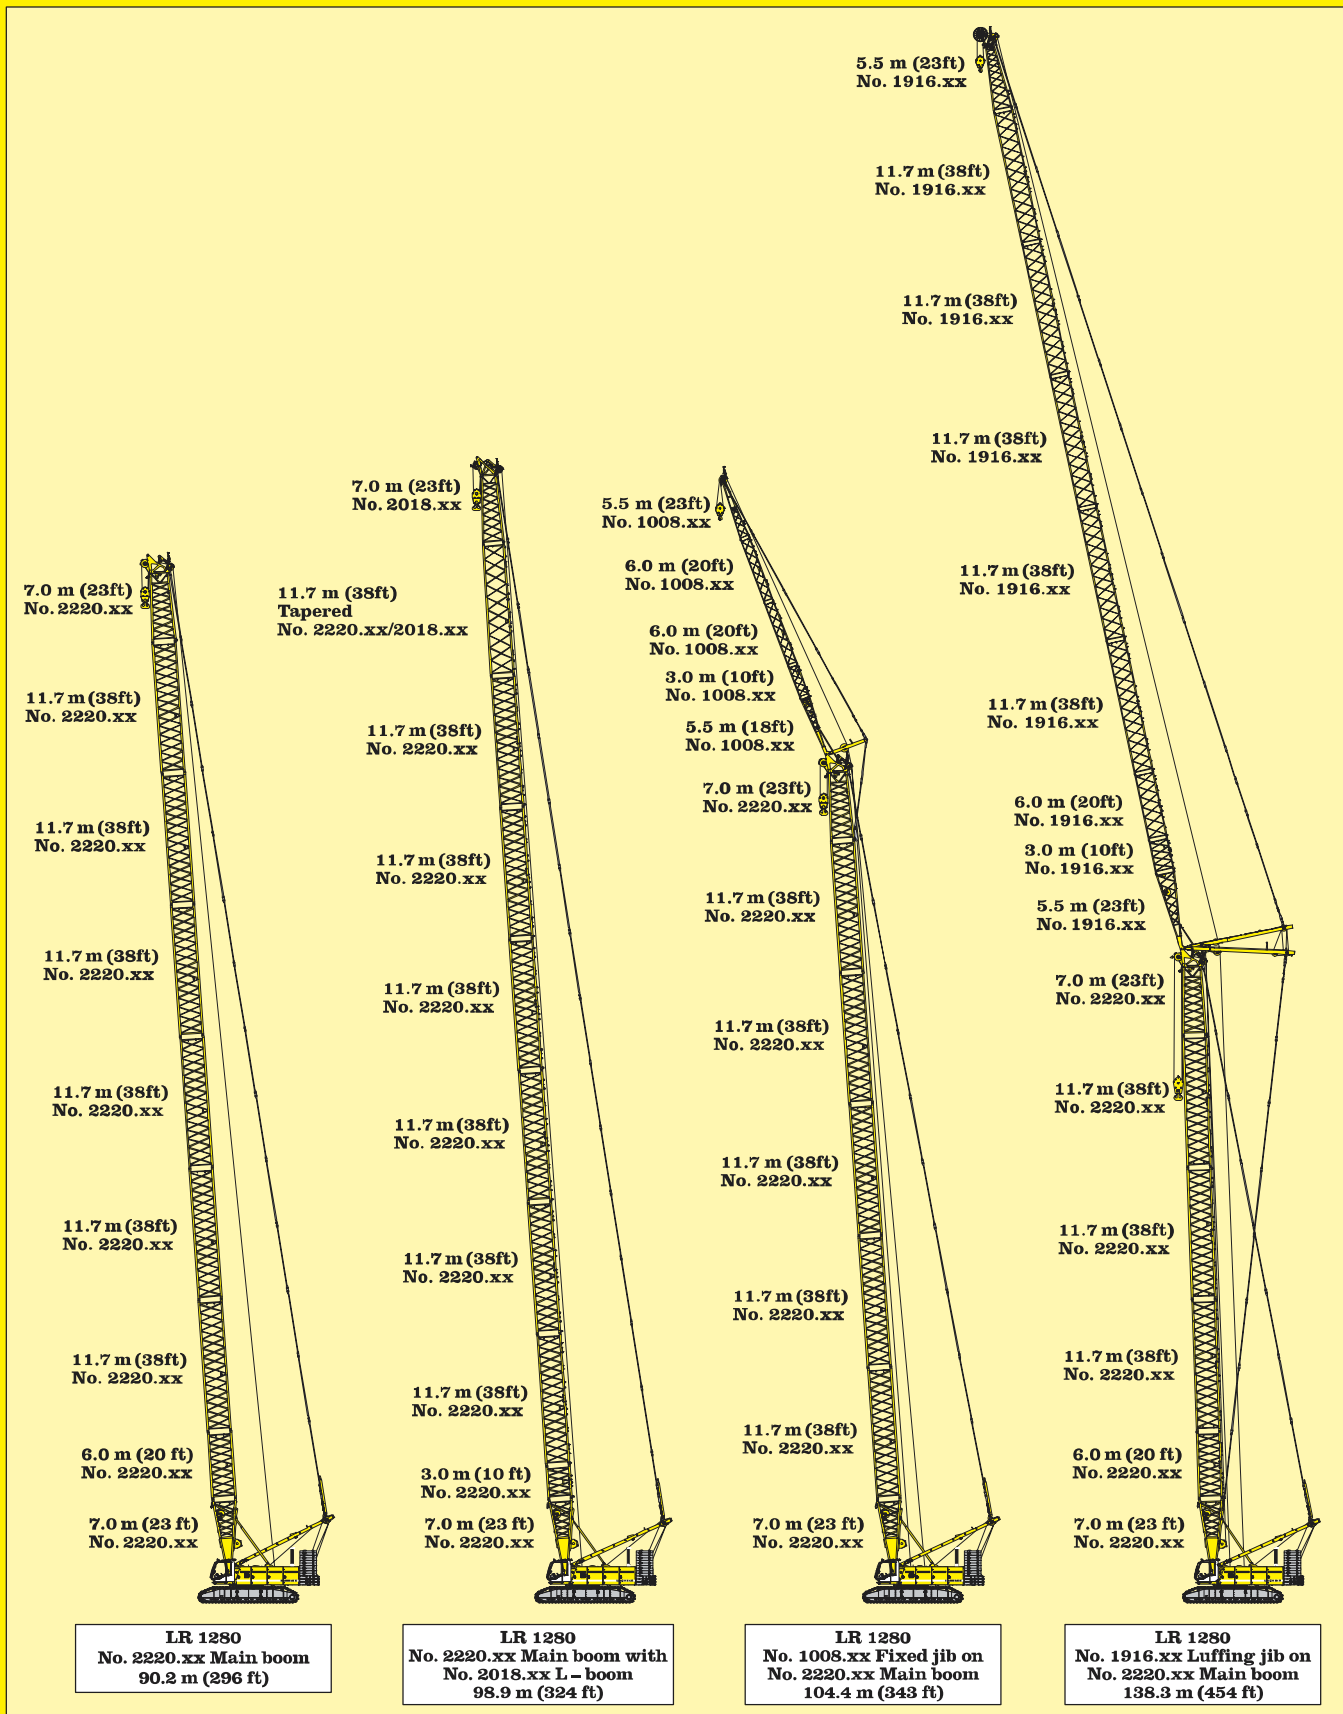 7.0 m (23ft)
No. 2220.xx
11.7 m (38ft)
No. 2220.xx
11.7 m (38ft)
No. 2220.xx
11.7 m (38ft)
No. 2220.xx
11.7 m (38ft)
No. 2220.xx
11.7 m (38ft)
No. 2220.xx
11.7 m (38ft)
No. 2220.xx
6.0 m (20 ft)
No. 2220.xx
7.0 m (23 ft)
No. 2220.xx
LR 1280
No. 2220.xx Main boom
90.2 m (296 ft)
7.0 m (23ft)
No. 2018.xx
11.7 m (38ft)
Tapered
No. 2220.xx/2018.xx
11.7 m (38ft)
No. 2220.xx
11.7 m (38ft)
No. 2220.xx
11.7 m (38ft)
No. 2220.xx
11.7 m (38ft)
No. 2220.xx
11.7 m (38ft)
No. 2220.xx
11.7 m (38ft)
No. 2220.xx
3.0 m (10 ft)
No. 2220.xx
7.0 m (23 ft)
No. 2220.xx
LR 1280
No. 2220.xx Main boom with
No. 2018.xx L – boom
98.9 m (324 ft)
5.5 m (23ft)
No. 1008.xx
6.0 m (20ft)
No. 1008.xx
6.0 m (20ft)
No. 1008.xx
3.0 m (10ft)
No. 1008.xx
5.5 m (18ft)
No. 1008.xx
7.0 m (23ft)
No. 2220.xx
11.7 m (38ft)
No. 2220.xx
11.7 m (38ft)
No. 2220.xx
11.7 m (38ft)
No. 2220.xx
11.7 m (38ft)
No. 2220.xx
11.7 m (38ft)
No. 2220.xx
7.0 m (23 ft)
No. 2220.xx
LR 1280
No. 1008.xx Fixed jib on
No. 2220.xx Main boom
104.4 m (343 ft)
5.5 m (23ft)
No. 1916.xx
11.7 m (38ft)
No. 1916.xx
11.7 m (38ft)
No. 1916.xx
11.7 m (38ft)
No. 1916.xx
11.7 m (38ft)
No. 1916.xx
11.7 m (38ft)
No. 1916.xx
6.0 m (20ft)
No. 1916.xx
3.0 m (10ft)
No. 1916.xx
5.5 m (23ft)
No. 1916.xx
7.0 m (23ft)
No. 2220.xx
11.7 m (38ft)
No. 2220.xx
11.7 m (38ft)
No. 2220.xx
11.7 m (38ft)
No. 2220.xx
6.0 m (20 ft)
No. 2220.xx
7.0 m (23 ft)
No. 2220.xx
LR 1280
No. 1916.xx Luffing jib on
No. 2220.xx Main boom
138.3 m (454 ft)